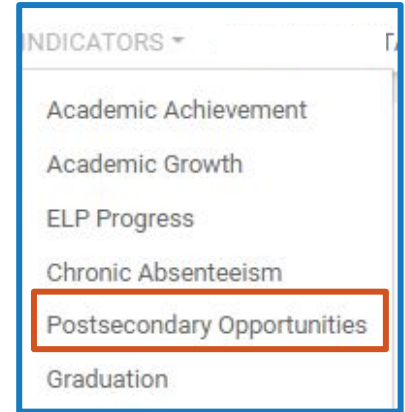 INDICATORS
Academic Achievement
Academic Growth
ELP Progress
Chronic Absenteeism
Postsecondary Opportunities
Graduation